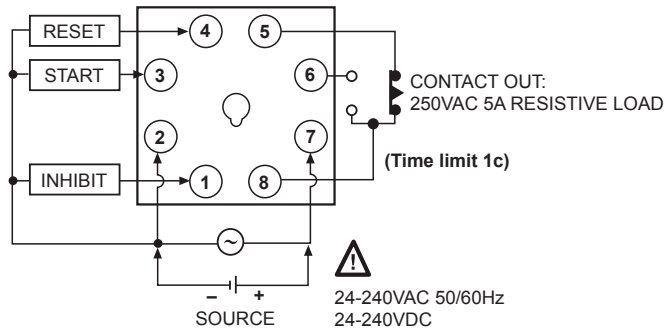 RESET
4
5
START
3
6
CONTACT OUT:
250VAC 5A RESISTIVE LOAD
2
7
(Time limit 1c)
INHIBIT
1
8
~
!
− +
24-240VAC 50/60Hz
SOURCE
24-240VDC